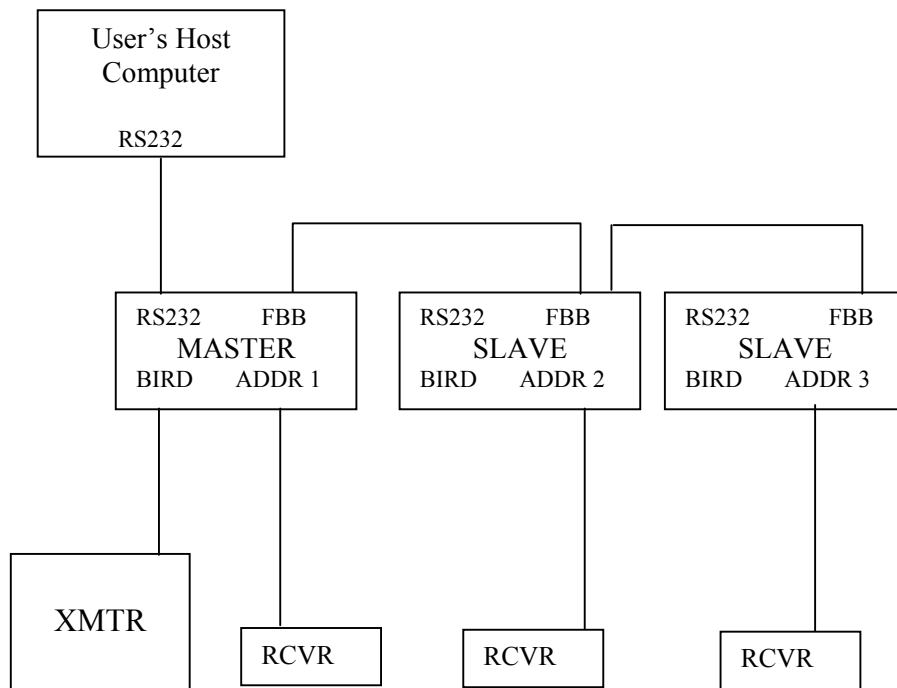 User’s Host
Computer
RS232
RS232 FBB
MASTER
BIRD ADDR 1
RS232 FBB
SLAVE
BIRD ADDR 2
RS232 FBB
SLAVE
BIRD ADDR 3
XMTR
RCVR
RCVR
RCVR